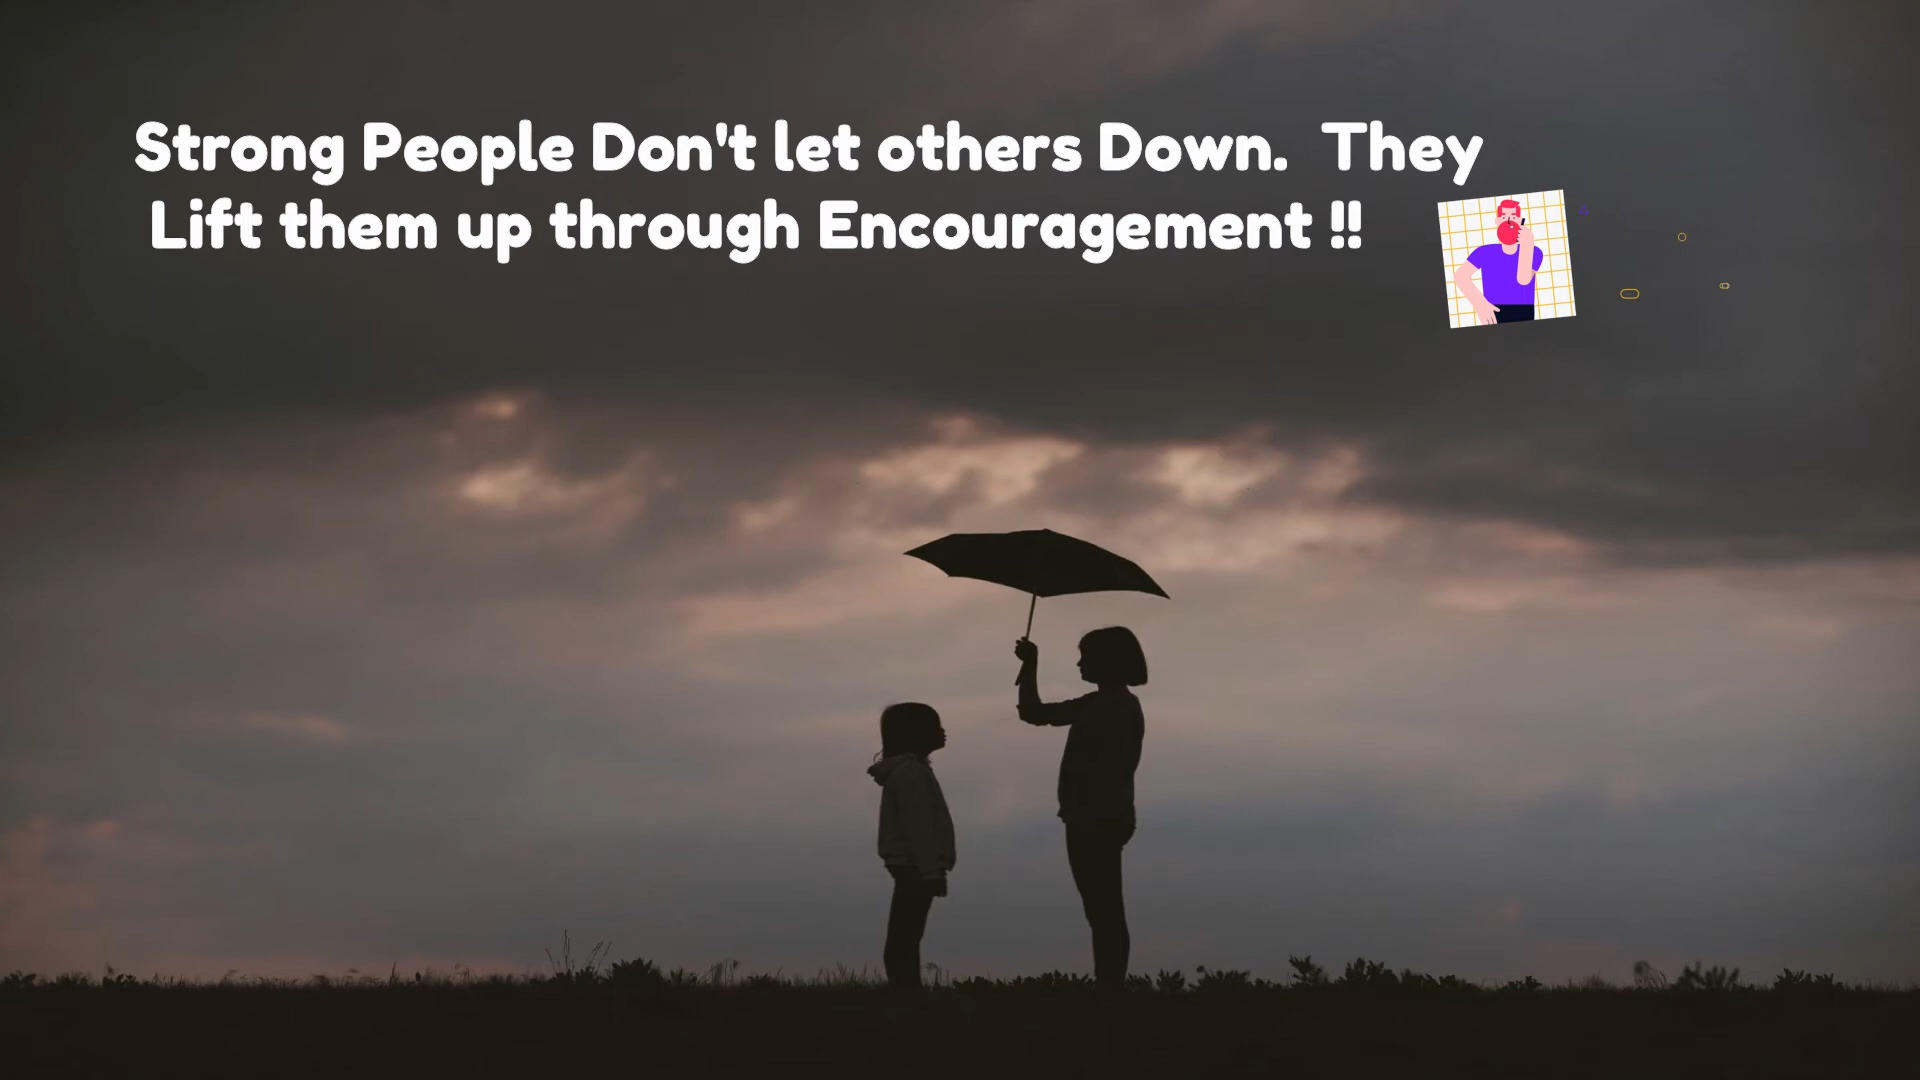 Strong People Don't let others Down.  They
Lift them up through Encouragement !!